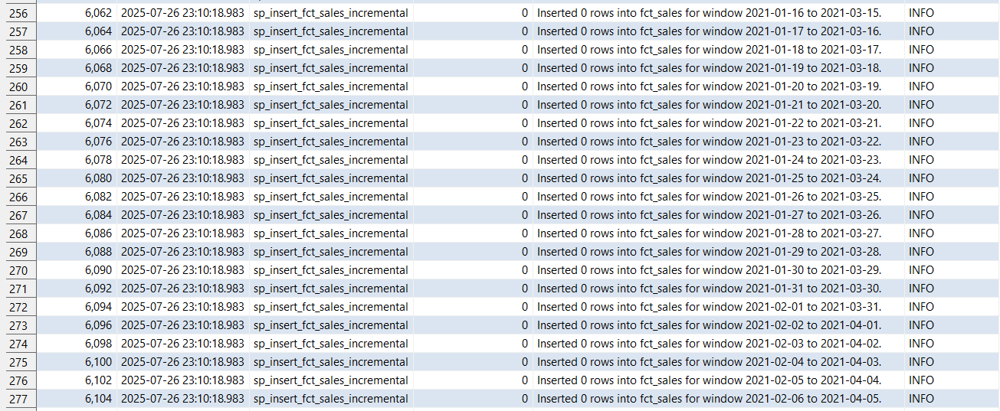 256 6,062 2025-07-26 23:10:18.983 sp_insert_fct_sales_incremental 0 Inserted 0 rows into fct_sales for window 2021-01-16 to 2021-03-15. INFO
257 6,064 2025-07-26 23:10:18.983 sp_insert_fct_sales_incremental 0 Inserted 0 rows into fct_sales for window 2021-01-17 to 2021-03-16. INFO
258 6,066 2025-07-26 23:10:18.983 sp_insert_fct_sales_incremental 0 Inserted 0 rows into fct_sales for window 2021-01-18 to 2021-03-17. INFO
259 6,068 2025-07-26 23:10:18.983 sp_insert_fct_sales_incremental 0 Inserted 0 rows into fct_sales for window 2021-01-19 to 2021-03-18. INFO
260 6,070 2025-07-26 23:10:18.983 sp_insert_fct_sales_incremental 0 Inserted 0 rows into fct_sales for window 2021-01-20 to 2021-03-19. INFO
261 6,072 2025-07-26 23:10:18.983 sp_insert_fct_sales_incremental 0 Inserted 0 rows into fct_sales for window 2021-01-21 to 2021-03-20. INFO
262 6,074 2025-07-26 23:10:18.983 sp_insert_fct_sales_incremental 0 Inserted 0 rows into fct_sales for window 2021-01-22 to 2021-03-21. INFO
263 6,076 2025-07-26 23:10:18.983 sp_insert_fct_sales_incremental 0 Inserted 0 rows into fct_sales for window 2021-01-23 to 2021-03-22. INFO
264 6,078 2025-07-26 23:10:18.983 sp_insert_fct_sales_incremental 0 Inserted 0 rows into fct_sales for window 2021-01-24 to 2021-03-23. INFO
265 6,080 2025-07-26 23:10:18.983 sp_insert_fct_sales_incremental 0 Inserted 0 rows into fct_sales for window 2021-01-25 to 2021-03-24. INFO
266 6,082 2025-07-26 23:10:18.983 sp_insert_fct_sales_incremental 0 Inserted 0 rows into fct_sales for window 2021-01-26 to 2021-03-25. INFO
267 6,084 2025-07-26 23:10:18.983 sp_insert_fct_sales_incremental 0 Inserted 0 rows into fct_sales for window 2021-01-27 to 2021-03-26. INFO
268 6,086 2025-07-26 23:10:18.983 sp_insert_fct_sales_incremental 0 Inserted 0 rows into fct_sales for window 2021-01-28 to 2021-03-27. INFO
269 6,088 2025-07-26 23:10:18.983 sp_insert_fct_sales_incremental 0 Inserted 0 rows into fct_sales for window 2021-01-29 to 2021-03-28. INFO
270 6,090 2025-07-26 23:10:18.983 sp_insert_fct_sales_incremental 0 Inserted 0 rows into fct_sales for window 2021-01-30 to 2021-03-29. INFO
271 6,092 2025-07-26 23:10:18.983 sp_insert_fct_sales_incremental 0 Inserted 0 rows into fct_sales for window 2021-01-31 to 2021-03-30. INFO
272 6,094 2025-07-26 23:10:18.983 sp_insert_fct_sales_incremental 0 Inserted 0 rows into fct_sales for window 2021-02-01 to 2021-03-31. INFO
273 6,096 2025-07-26 23:10:18.983 sp_insert_fct_sales_incremental 0 Inserted 0 rows into fct_sales for window 2021-02-02 to 2021-04-01. INFO
274 6,098 2025-07-26 23:10:18.983 sp_insert_fct_sales_incremental 0 Inserted 0 rows into fct_sales for window 2021-02-03 to 2021-04-02. INFO
275 6,100 2025-07-26 23:10:18.983 sp_insert_fct_sales_incremental 0 Inserted 0 rows into fct_sales for window 2021-02-04 to 2021-04-03. INFO
276 6,102 2025-07-26 23:10:18.983 sp_insert_fct_sales_incremental 0 Inserted 0 rows into fct_sales for window 2021-02-05 to 2021-04-04. INFO
277 6,104 2025-07-26 23:10:18.983 sp_insert_fct_sales_incremental 0 Inserted 0 rows into fct_sales for window 2021-02-06 to 2021-04-05. INFO